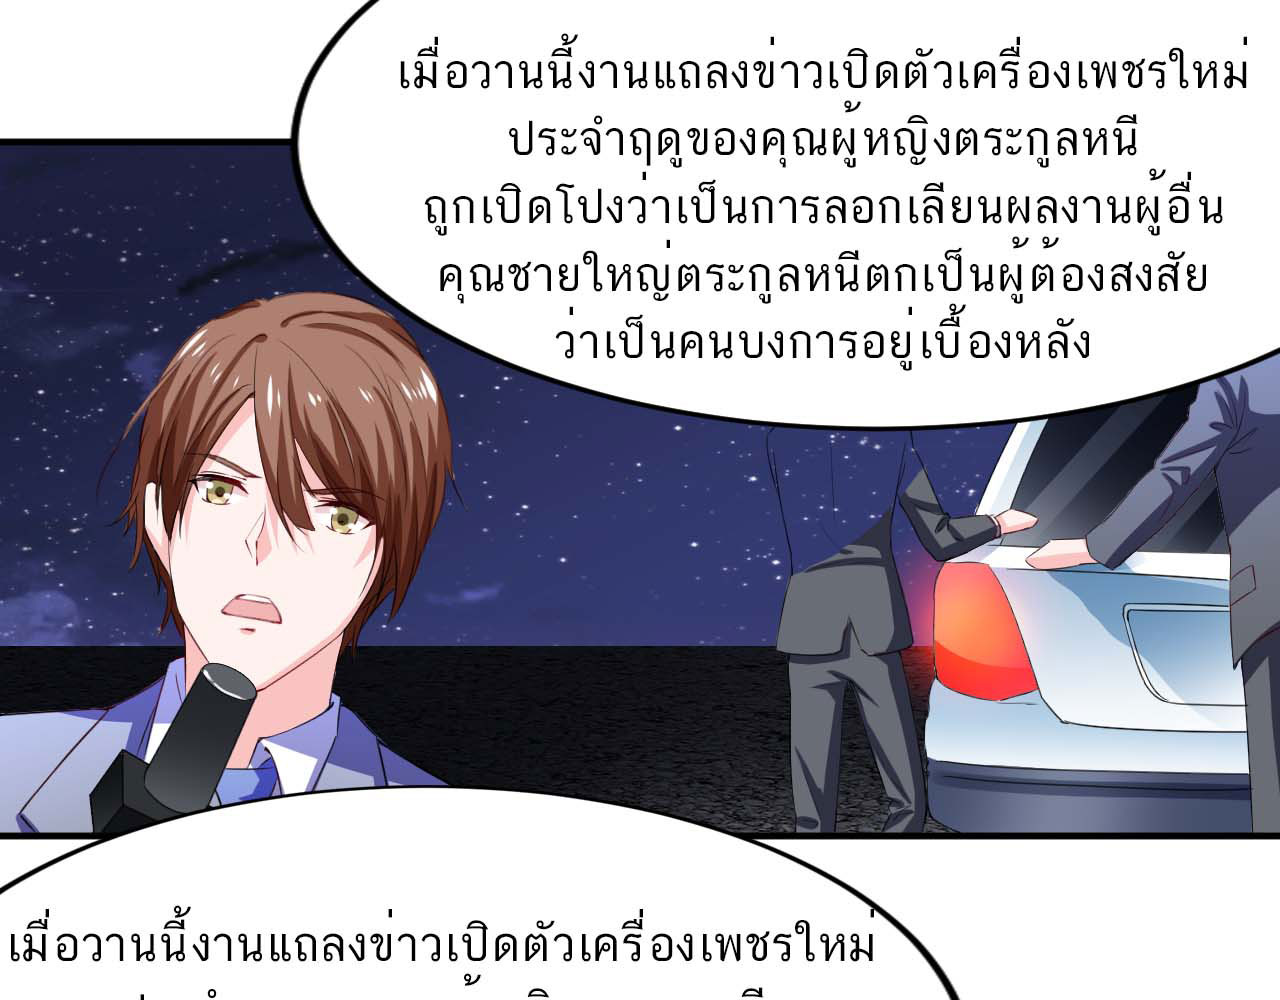 เมื่อวานนี้งานแถลงข่าวเปิดตัวเครื่องเพชรใหม่
ประจำฤดูของคุณผู้หญิงตระกูลหนี
ถูกเปิดโปงว่าเป็นการลอกเลียนผลงานผู้อื่น
คุณชายใหญ่ตระกูลหนีตกเป็นผู้ต้องสงสัย
ว่าเป็นคนบงการอยู่เบื้องหลัง
เมื่อวานนี้งานแถลงข่าวเปิดตัวเครื่องเพชรใหม่